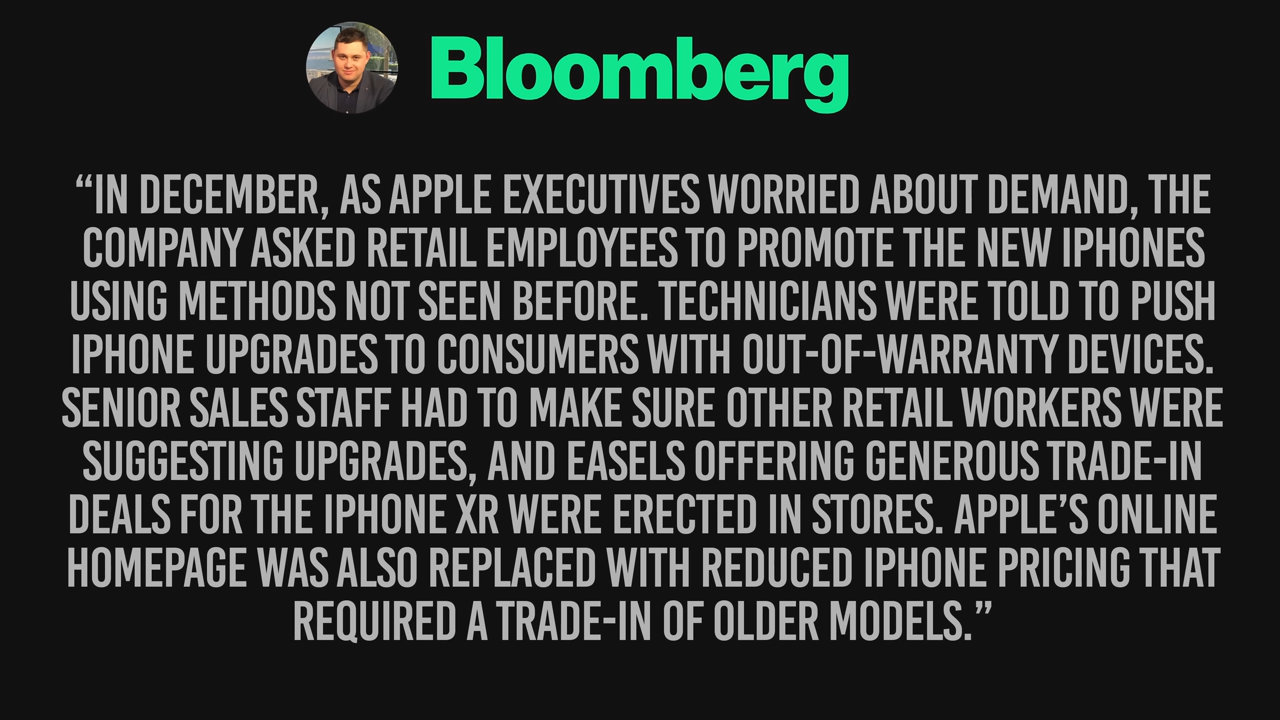 Bloomberg
“IN DECEMBER, AS APPLE EXECUTIVES WORRIED ABOUT DEMAND, THE
COMPANY ASKED RETAIL EMPLOYEES TO PROMOTE THE NEW IPHONES
USING METHODS NOT SEEN BEFORE. TECHNICIANS WERE TOLD TO PUSH
IPHONE UPGRADES TO CONSUMERS WITH OUT-OF-WARRANTY DEVICES.
SENIOR SALES STAFF HAD TO MAKE SURE OTHER RETAIL WORKERS WERE
SUGGESTING UPGRADES, AND EASELS OFFERING GENEROUS TRADE-IN
DEALS FOR THE IPHONE XR WERE ERECTED IN STORES. APPLE’S ONLINE
HOMEPAGE WAS ALSO REPLACED WITH REDUCED IPHONE PRICING THAT
REQUIRED A TRADE-IN OF OLDER MODELS.”